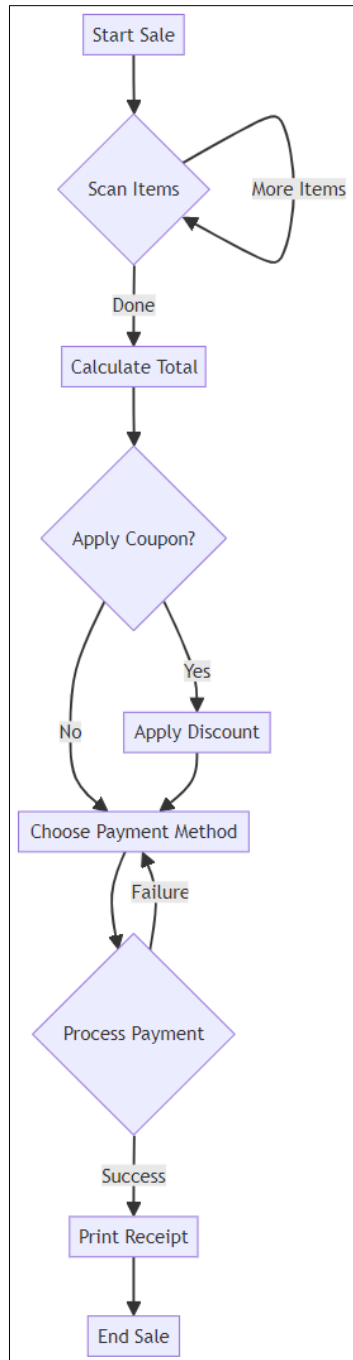 Start Sale
Scan Items
More Items
Done
Calculate Total
Apply Coupon?
Yes
No
Apply Discount
Choose Payment Method
Failure
Process Payment
Success
Print Receipt
End Sale